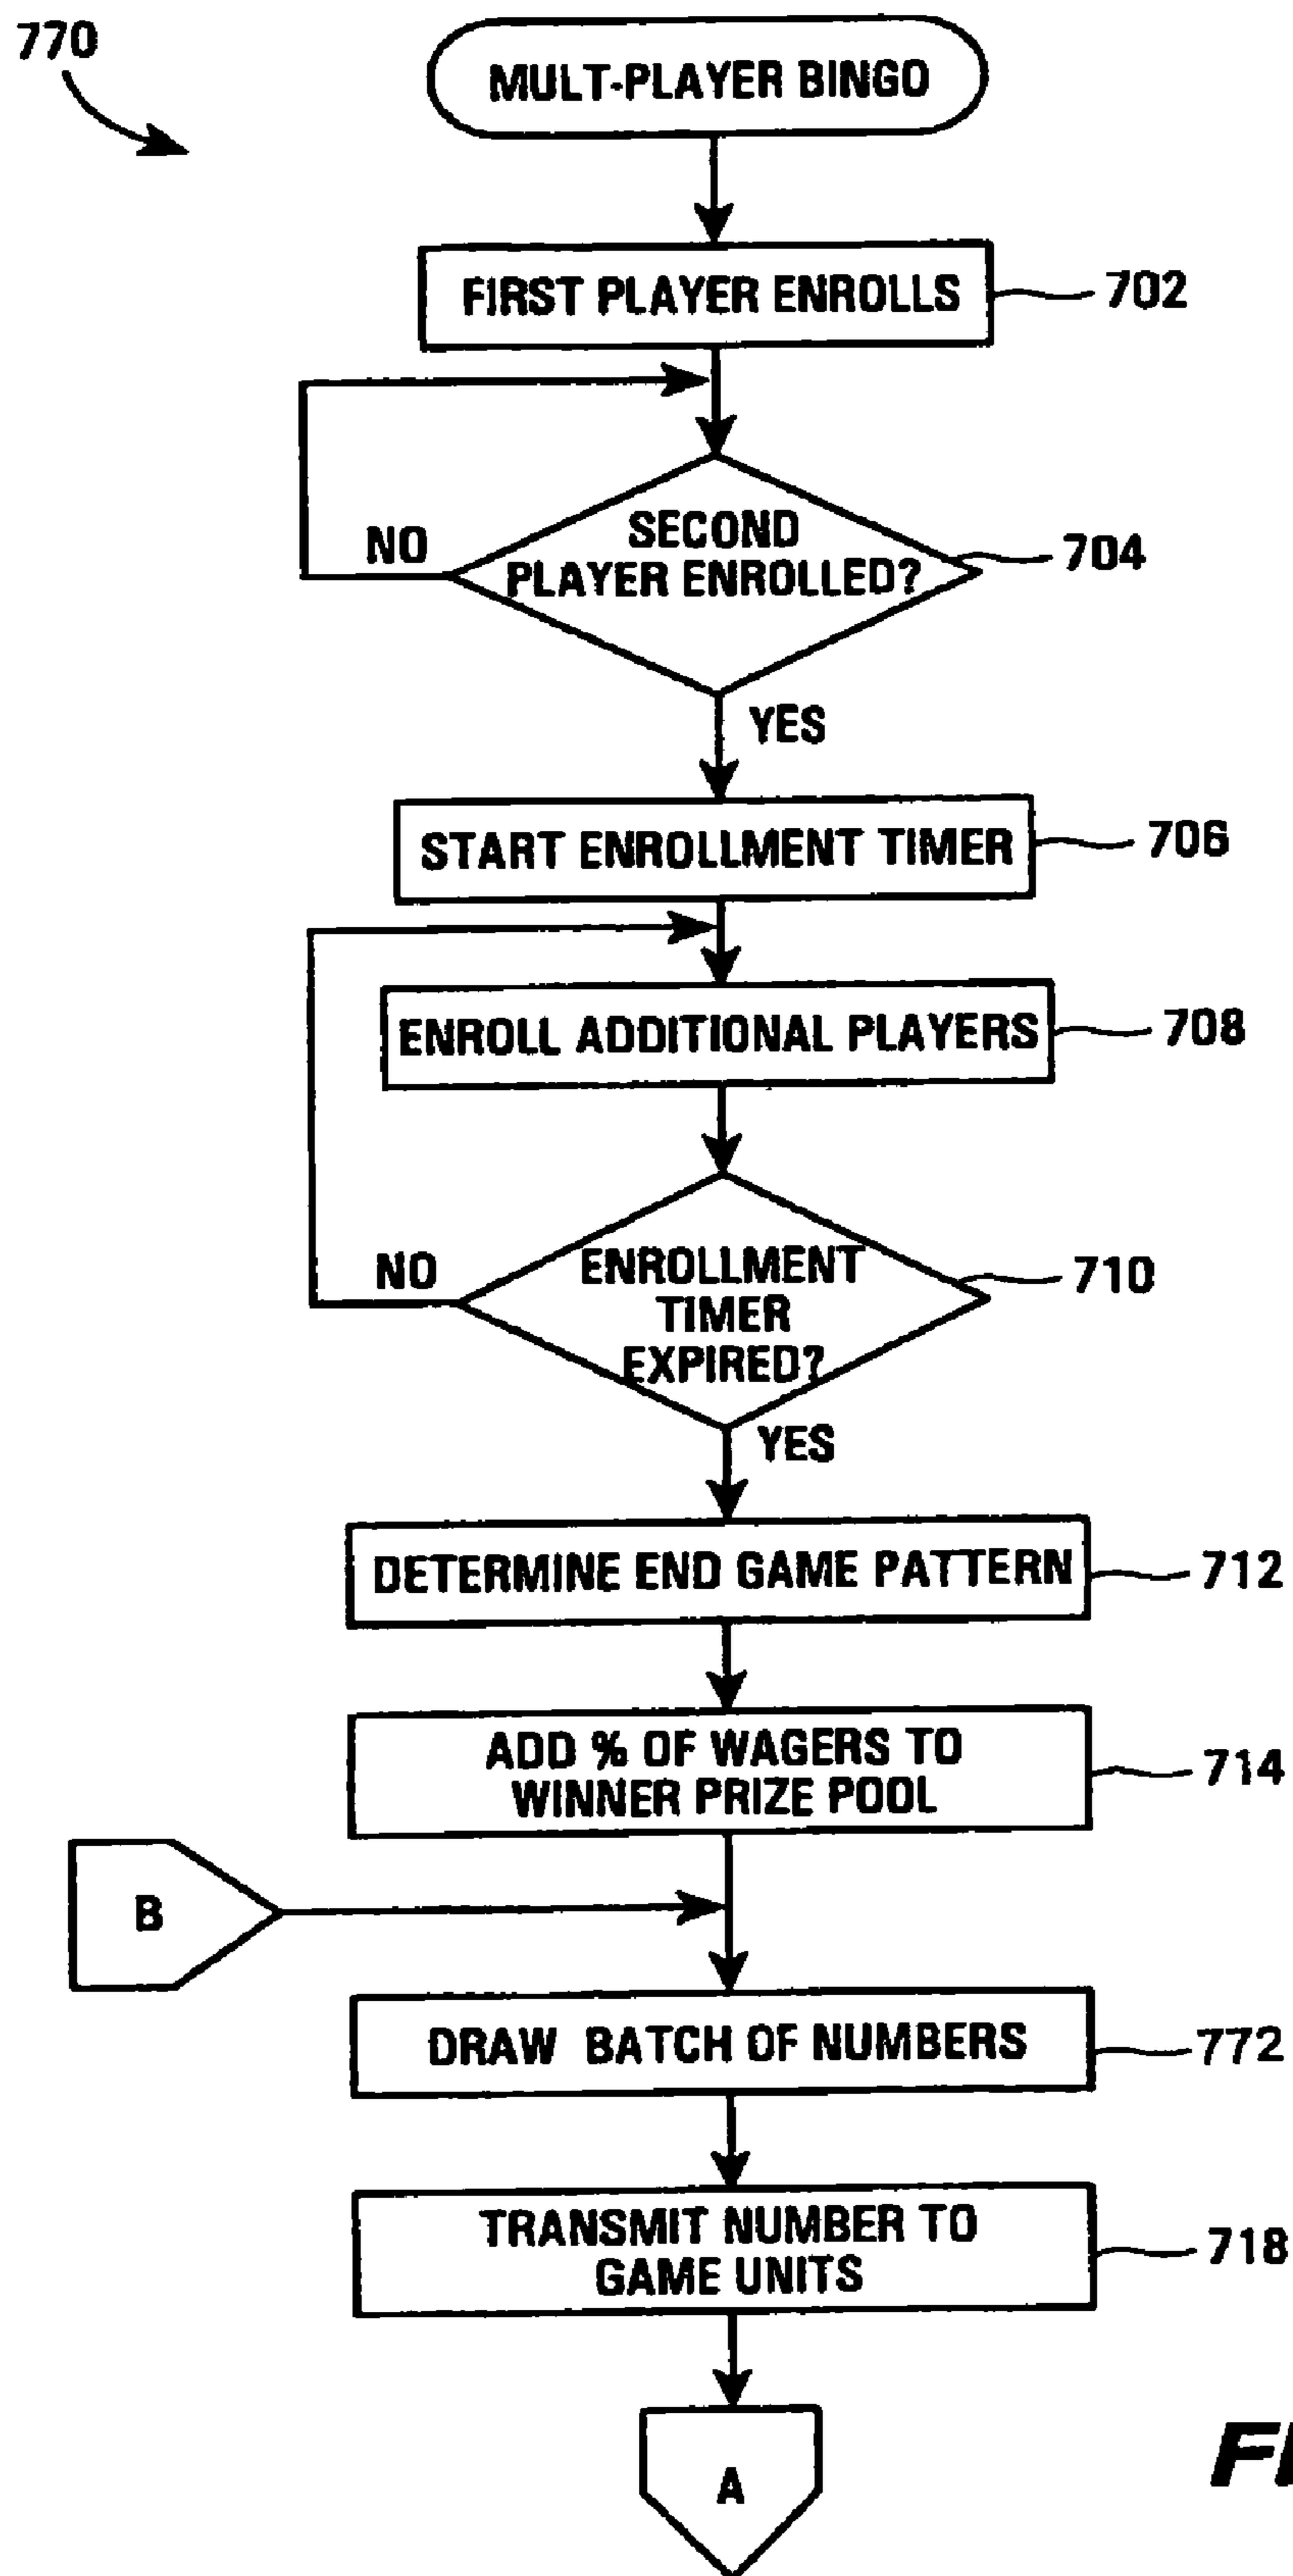 770
MULT-PLAYER BINGO
FIRST PLAYER ENROLLS
702
SECOND
PLAYER ENROLLED?
704
NO
YES
START ENROLLMENT TIMER
706
ENROLL ADDITIONAL PLAYERS
708
ENROLLMENT
TIMER
EXPIRED?
710
NO
YES
DETERMINE END GAME PATTERN
712
ADD % OF WAGERS TO
WINNER PRIZE POOL
714
B
DRAW BATCH OF NUMBERS
772
TRANSMIT NUMBER TO
GAME UNITS
718
A